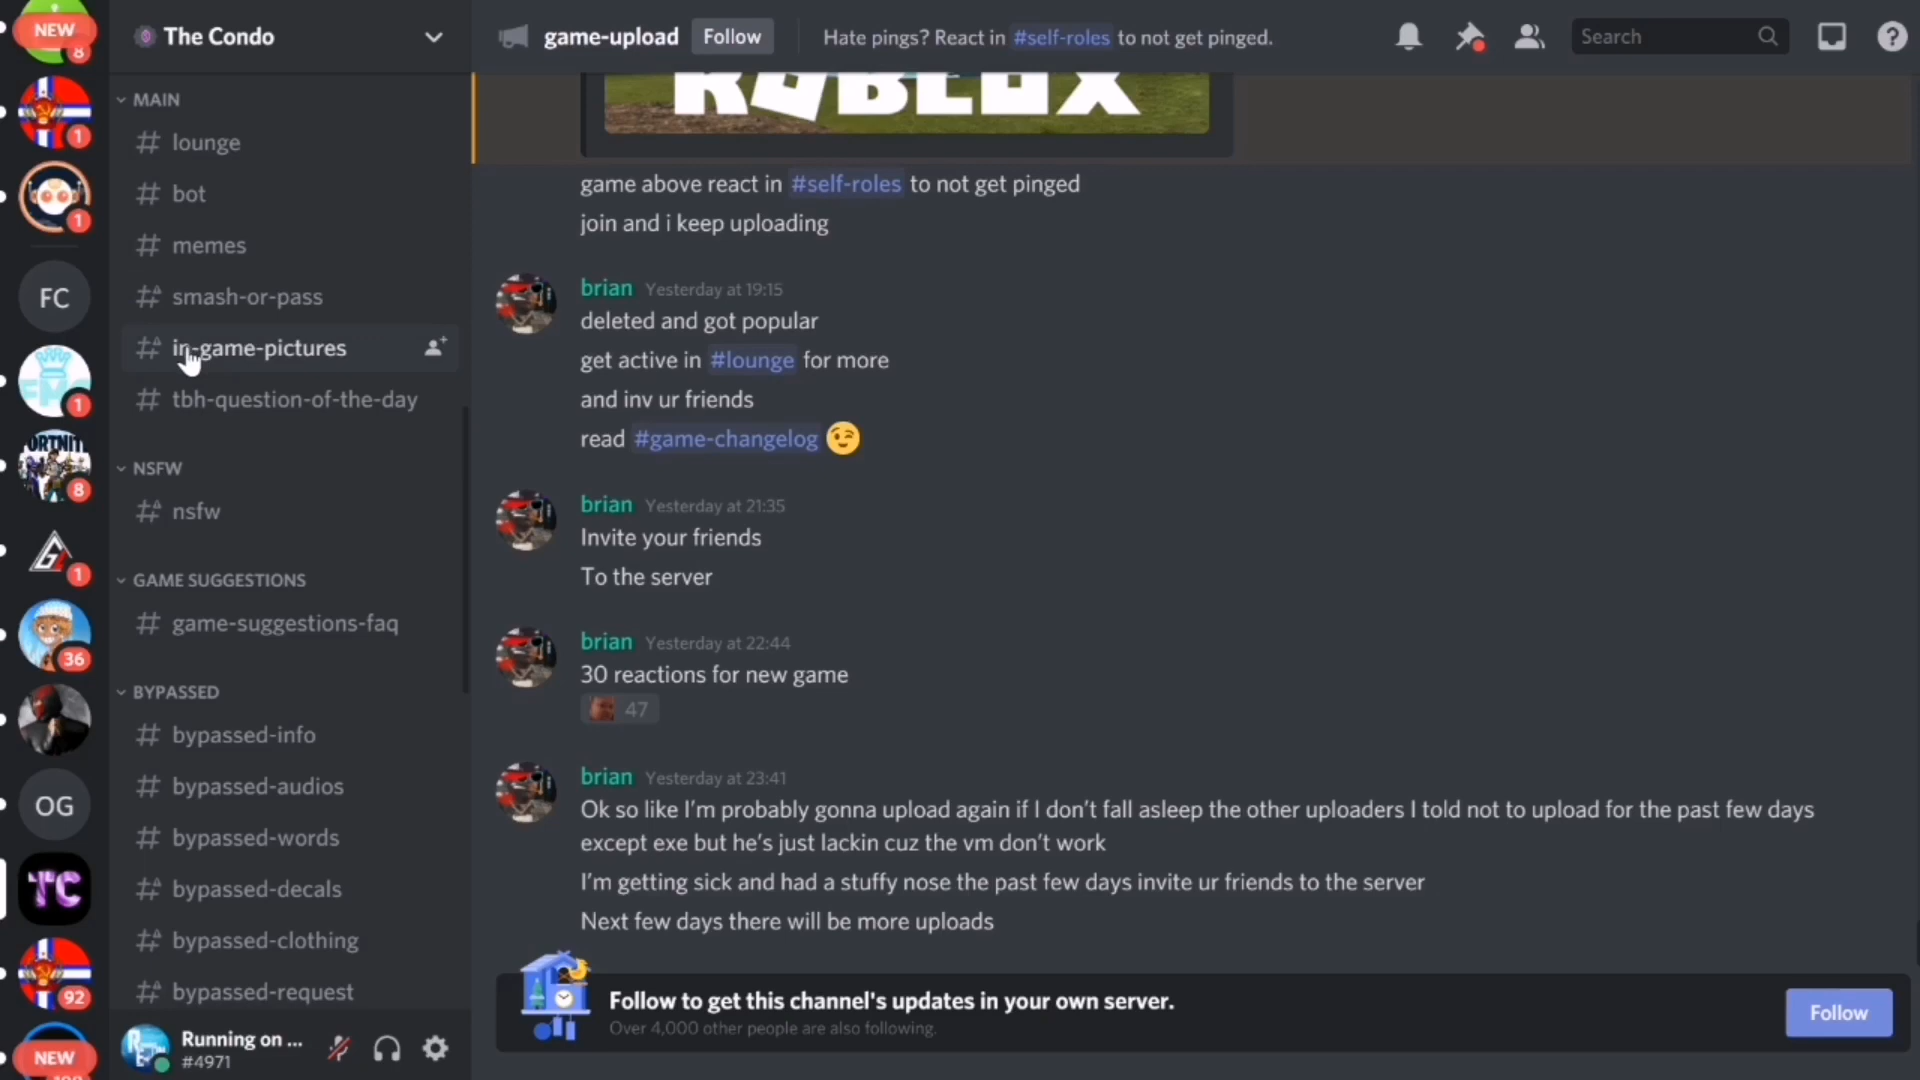 NEW
8
1
1
FC
1
8
1
36
OG
TC
92
NEW
The Condo
MAIN
lounge
bot
memes
smash-or-pass
in-game-pictures
tbh-question-of-the-day
NSFW
nsfw
GAME SUGGESTIONS
game-suggestions-faq
BYPASSED
bypassed-info
bypassed-audios
bypassed-words
bypassed-decals
bypassed-clothing
bypassed-request
Running on ...
#4971
game-upload Follow Hate pings? React in #self-roles to not get pinged. Search
ROBLOX
game above react in #self-roles to not get pinged
join and i keep uploading
brian Yesterday at 19:15
deleted and got popular
get active in #lounge for more
and inv ur friends
read #game-changelog 😉
brian Yesterday at 21:35
Invite your friends
To the server
brian Yesterday at 22:44
30 reactions for new game
47
brian Yesterday at 23:41
Ok so like I'm probably gonna upload again if I don't fall asleep the other uploaders I told not to upload for the past few days
except exe but he's just lackin cuz the vm don't work
I'm getting sick and had a stuffy nose the past few days invite ur friends to the server
Next few days there will be more uploads
Follow to get this channel's updates in your own server.
Over 4,000 other people are also following.
Follow